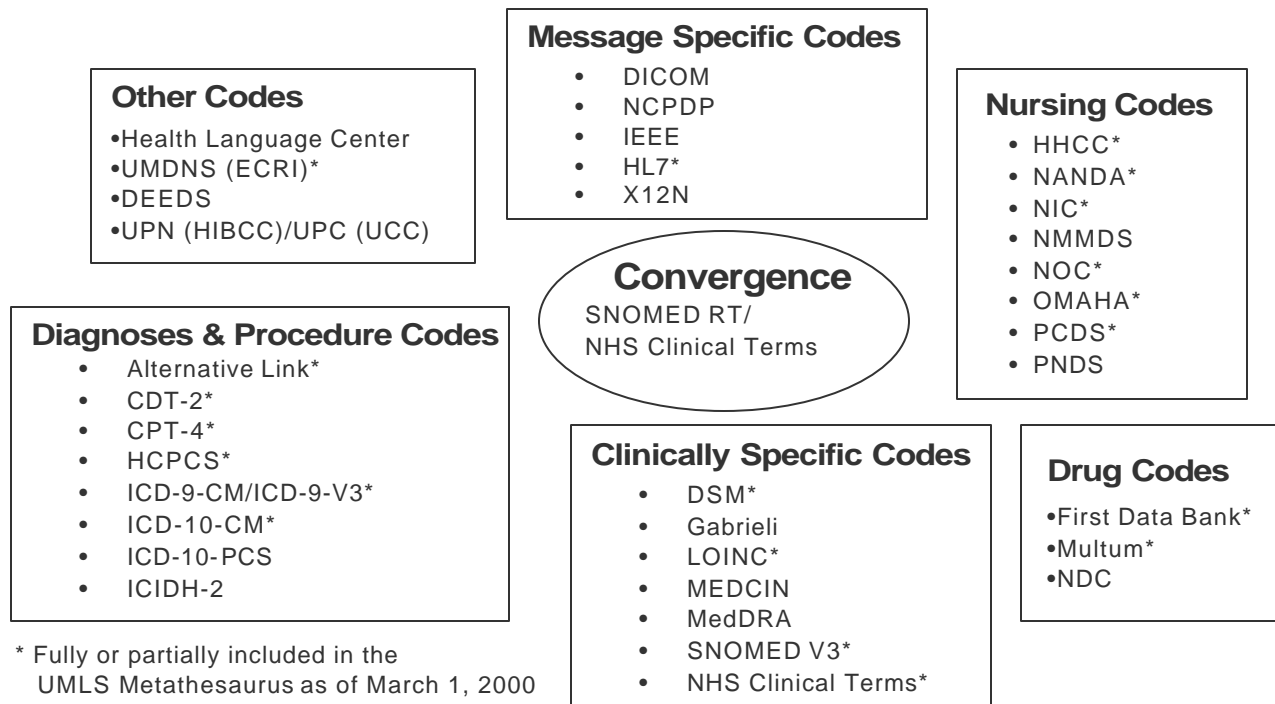 Message Specific Codes
• DICOM
• NCPDP
• IEEE
• HL7*
• X12N
Other Codes
•Health Language Center
•UMDNS (ECRI)*
•DEEDS
•UPN (HIBCC)/UPC (UCC)
Nursing Codes
• HHCC*
• NANDA*
• NIC*
• NMMDS
• NOC*
• OMAHA*
• PCDS*
• PNDS
Convergence
SNOMED RT/
NHS Clinical Terms
Diagnoses & Procedure Codes
• Alternative Link*
• CDT-2*
• CPT-4*
• HCPCS*
• ICD-9-CM/ICD-9-V3*
• ICD-10-CM*
• ICD-10-PCS
• ICIDH-2
Clinically Specific Codes
• DSM*
• Gabrieli
• LOINC*
• MEDCIN
• MedDRA
• SNOMED V3*
• NHS Clinical Terms*
Drug Codes
•First Data Bank*
•Multum*
•NDC
* Fully or partially included in the
UMLS Metathesaurus as of March 1, 2000